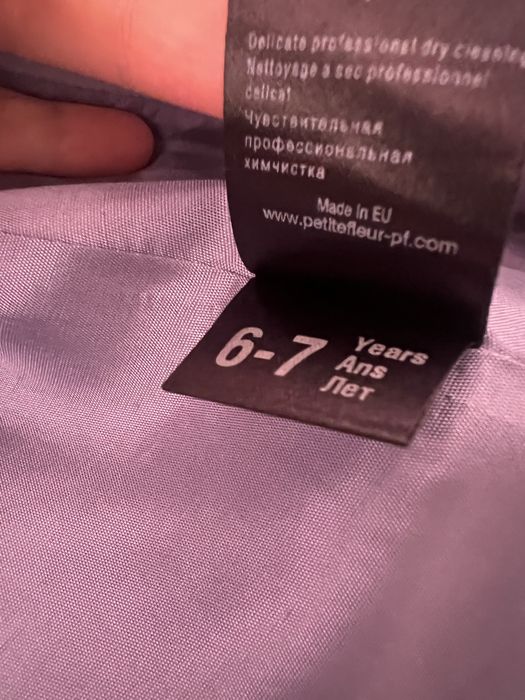 Delicate professional dry cleaning
Nettoyage a sec professionnel
delicat
Чувствительная
профессиональная
химчистка
Made in EU
www.petitefleur-pf.com
6-7 Years
Ans
Лет